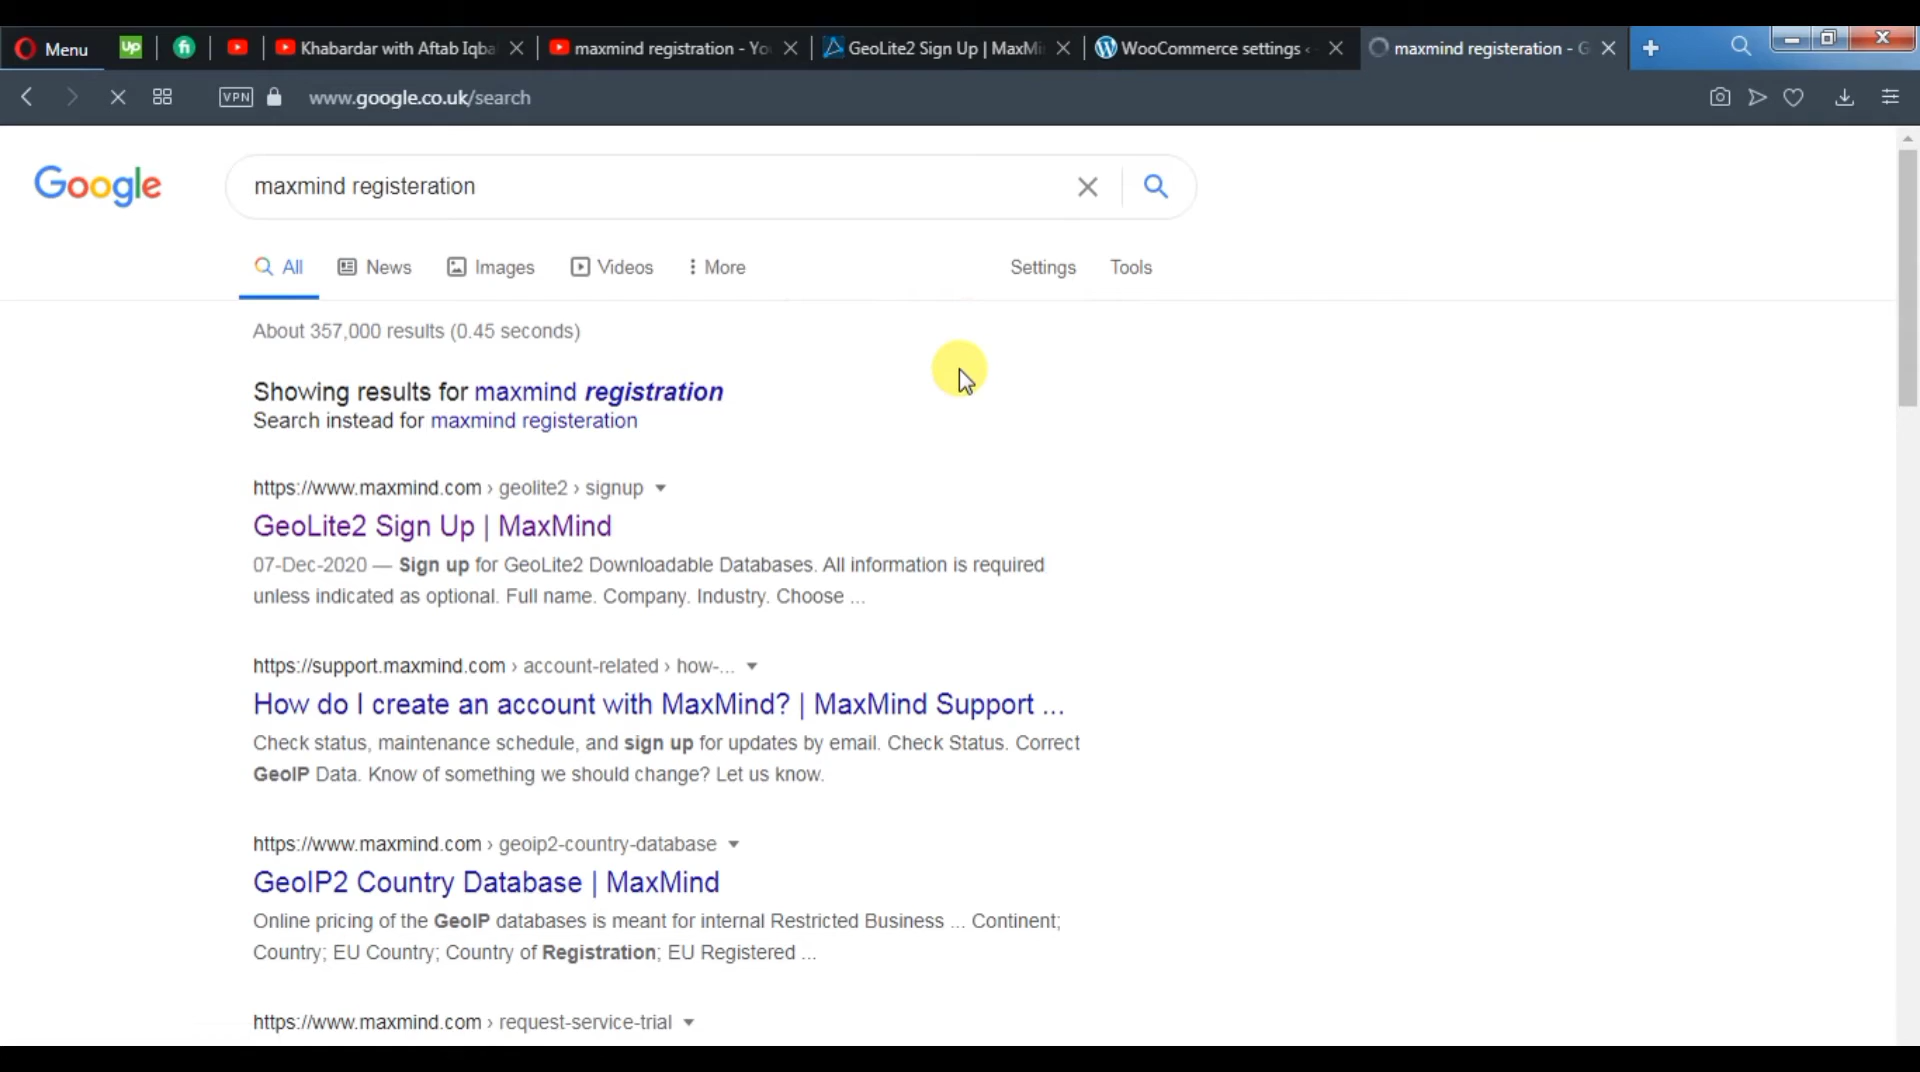 Menu
Up
fi
Khabardar with Aftab Iqba
maxmind registration - Yo
GeoLite2 Sign Up | MaxMi
WooCommerce settings ‹
maxmind registeration - G
VPN
www.google.co.uk/search
Google
maxmind registeration
All
News
Images
Videos
More
Settings
Tools
About 357,000 results (0.45 seconds)
Showing results for maxmind registration
Search instead for maxmind registeration
https://www.maxmind.com › geolite2 › signup
GeoLite2 Sign Up | MaxMind
07-Dec-2020 — Sign up for GeoLite2 Downloadable Databases. All information is required
unless indicated as optional. Full name. Company. Industry. Choose ...
https://support.maxmind.com › account-related › how-...
How do I create an account with MaxMind? | MaxMind Support ...
Check status, maintenance schedule, and sign up for updates by email. Check Status. Correct
GeoIP Data. Know of something we should change? Let us know.
https://www.maxmind.com › geoip2-country-database
GeoIP2 Country Database | MaxMind
Online pricing of the GeoIP databases is meant for internal Restricted Business ... Continent;
Country; EU Country; Country of Registration; EU Registered ...
https://www.maxmind.com › request-service-trial